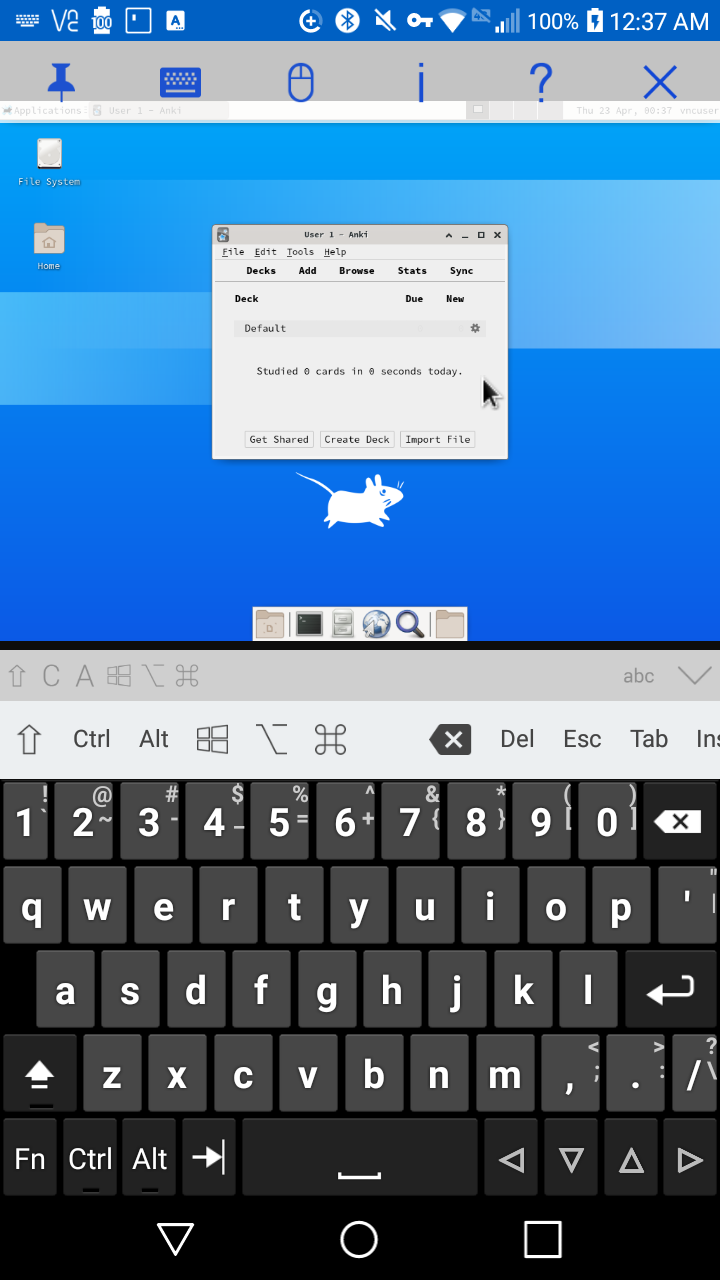 100 A 100% 12:37 AM
Applications: User 1 - Anki Thu 23 Apr, 00:37 vncuser
File System
Home
User 1 - Anki
File Edit Tools Help
Decks Add Browse Stats Sync
Deck Due New
Default
Studied 0 cards in 0 seconds today.
Get Shared Create Deck Import File
C A abc
Ctrl Alt Del Esc Tab Ins
! @ # $ % ^ & * ( )
1 2 3 4 5 6 7 8 9 0
` ~ - _ = + { } [ ]
q w e r t y u i o p ' " |
a s d f g h j k l
z x c v b n m , < ; . > : / ? \
Fn Ctrl Alt